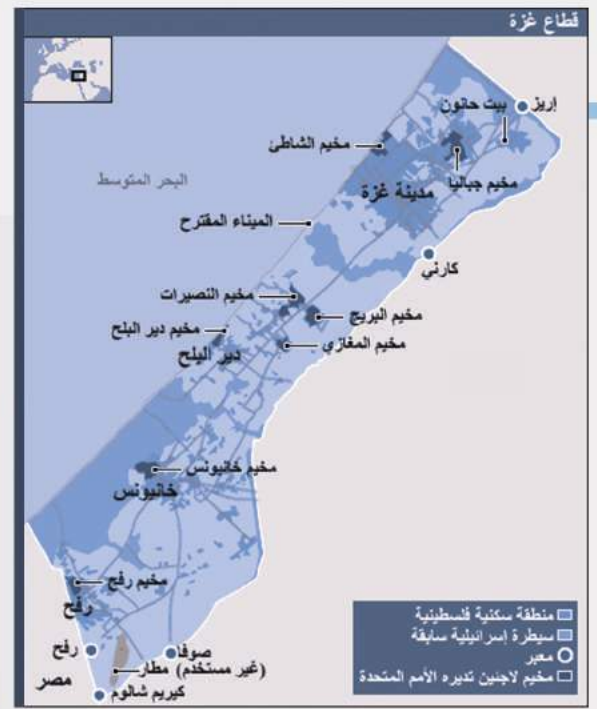 قطاع غزة
إريز
بيت حانون
مخيم الشاطئ
مخيم جباليا
مدينة غزة
البحر المتوسط
الميناء المقترح
كارني
مخيم النصيرات
مخيم البريج
مخيم دير البلح
مخيم المغازي
دير البلح
مخيم خانيونس
خانيونس
مخيم رفح
رفح
رفح
صوفا
(غير مستخدم) مطار
مصر
كيريم شالوم
منطقة سكنية فلسطينية
سيطرة إسرائيلية سابقة
معبر
مخيم لاجئين تديره الأمم المتحدة